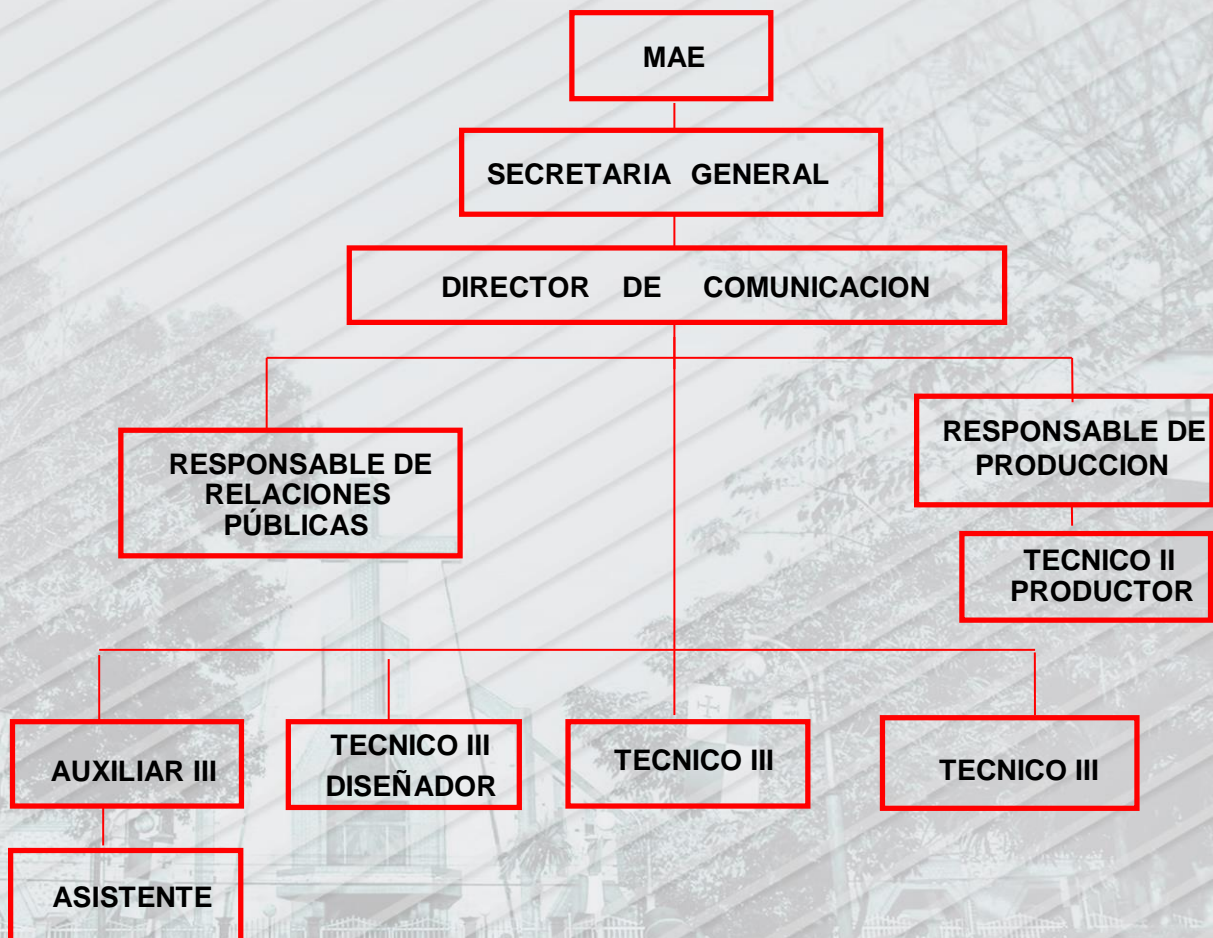 MAE
SECRETARIA GENERAL
DIRECTOR DE COMUNICACION
RESPONSABLE DE
RELACIONES
PÚBLICAS
RESPONSABLE DE
PRODUCCION
TECNICO II
PRODUCTOR
AUXILIAR III
TECNICO III
DISEÑADOR
TECNICO III
TECNICO III
ASISTENTE